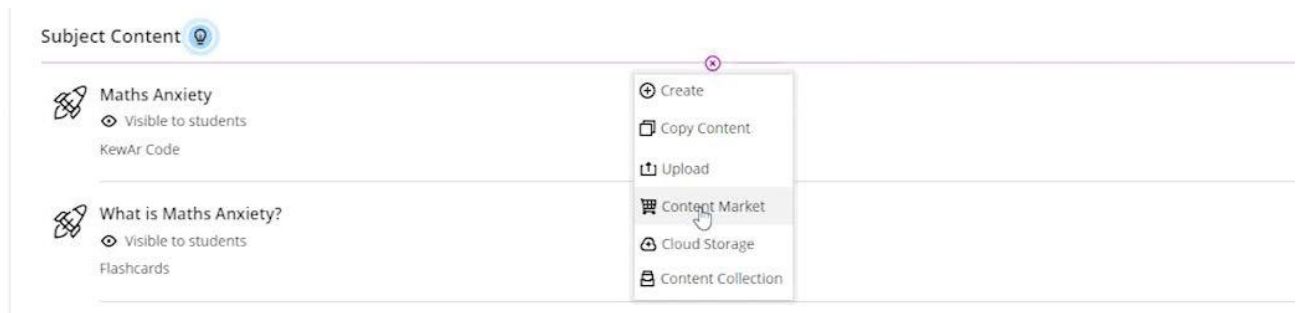 Subject Content
Maths Anxiety
Visible to students
KewAr Code
What is Maths Anxiety?
Visible to students
Flashcards
Create
Copy Content
Upload
Content Market
Cloud Storage
Content Collection